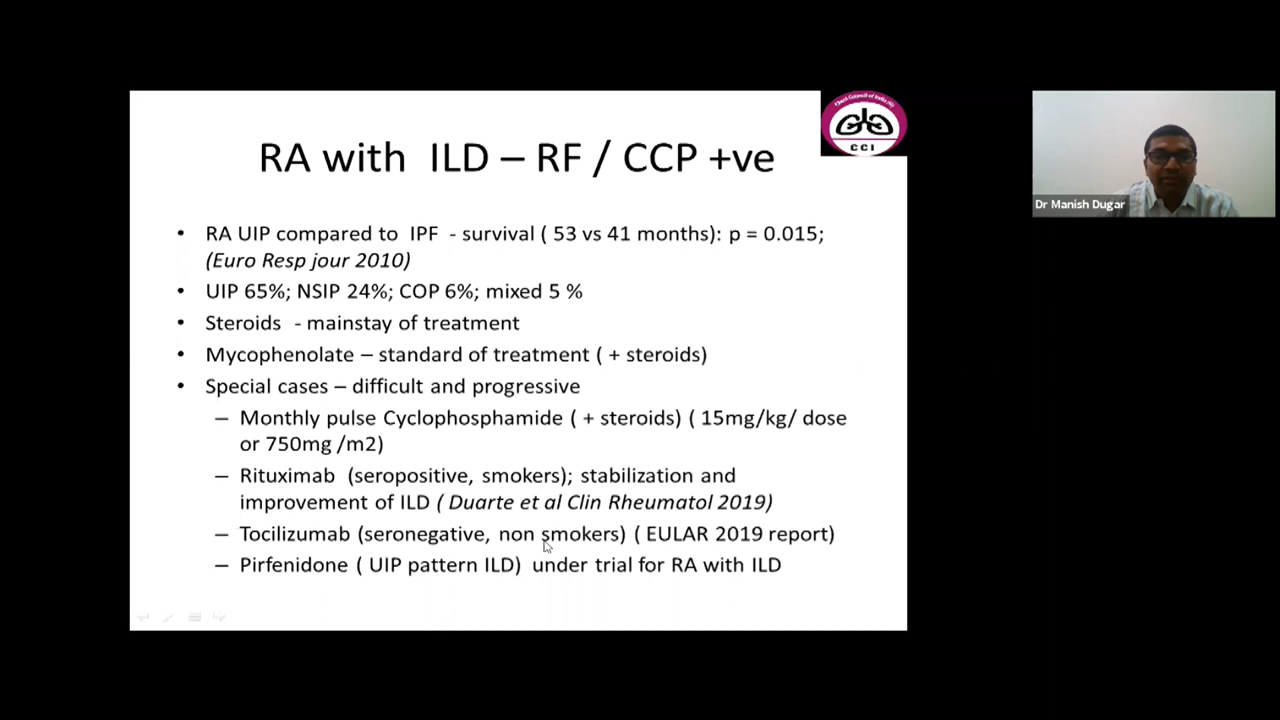 Chest Council of India
CCI
RA with ILD – RF / CCP +ve
• RA UIP compared to IPF - survival ( 53 vs 41 months): p = 0.015;
(Euro Resp jour 2010)
• UIP 65%; NSIP 24%; COP 6%; mixed 5 %
• Steroids - mainstay of treatment
• Mycophenolate – standard of treatment ( + steroids)
• Special cases – difficult and progressive
– Monthly pulse Cyclophosphamide ( + steroids) ( 15mg/kg/ dose
or 750mg /m2)
– Rituximab (seropositive, smokers); stabilization and
improvement of ILD ( Duarte et al Clin Rheumatol 2019)
– Tocilizumab (seronegative, non smokers) ( EULAR 2019 report)
– Pirfenidone ( UIP pattern ILD) under trial for RA with ILD
Dr Manish Dugar